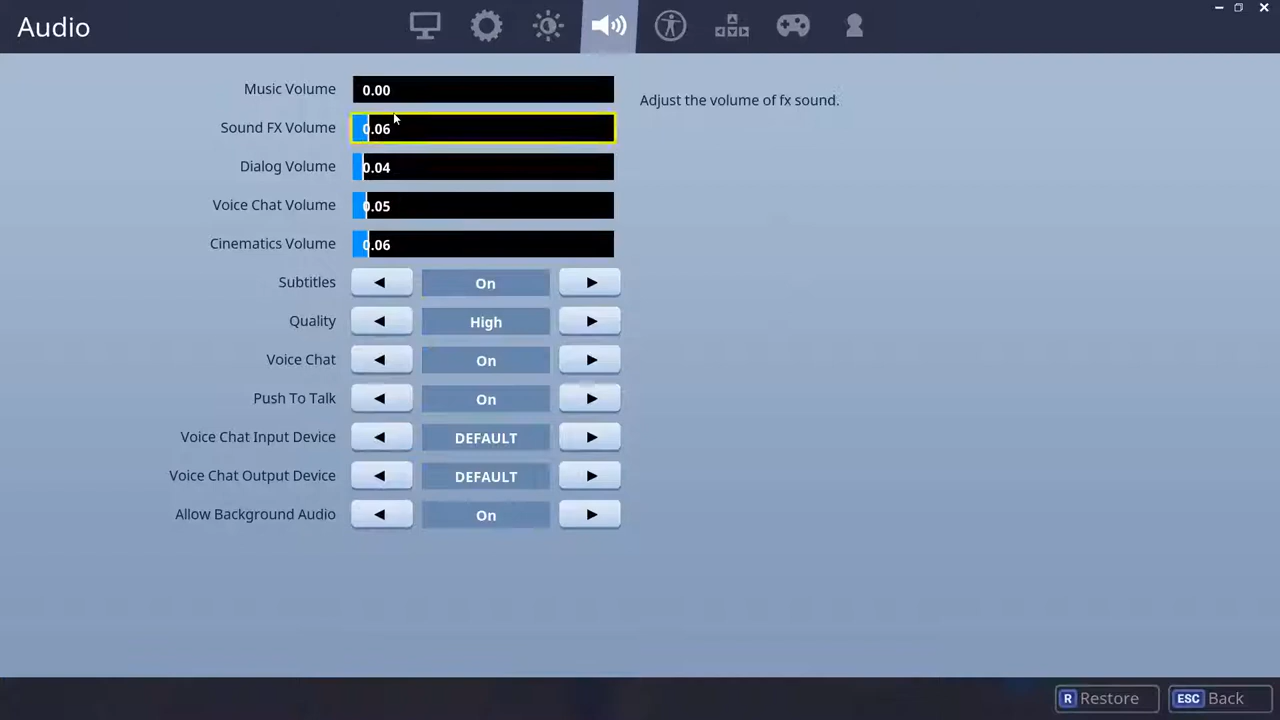 Audio
Music Volume 0.00
Adjust the volume of fx sound.
Sound FX Volume 0.06
Dialog Volume 0.04
Voice Chat Volume 0.05
Cinematics Volume 0.06
Subtitles On
Quality High
Voice Chat On
Push To Talk On
Voice Chat Input Device DEFAULT
Voice Chat Output Device DEFAULT
Allow Background Audio On
R Restore ESC Back